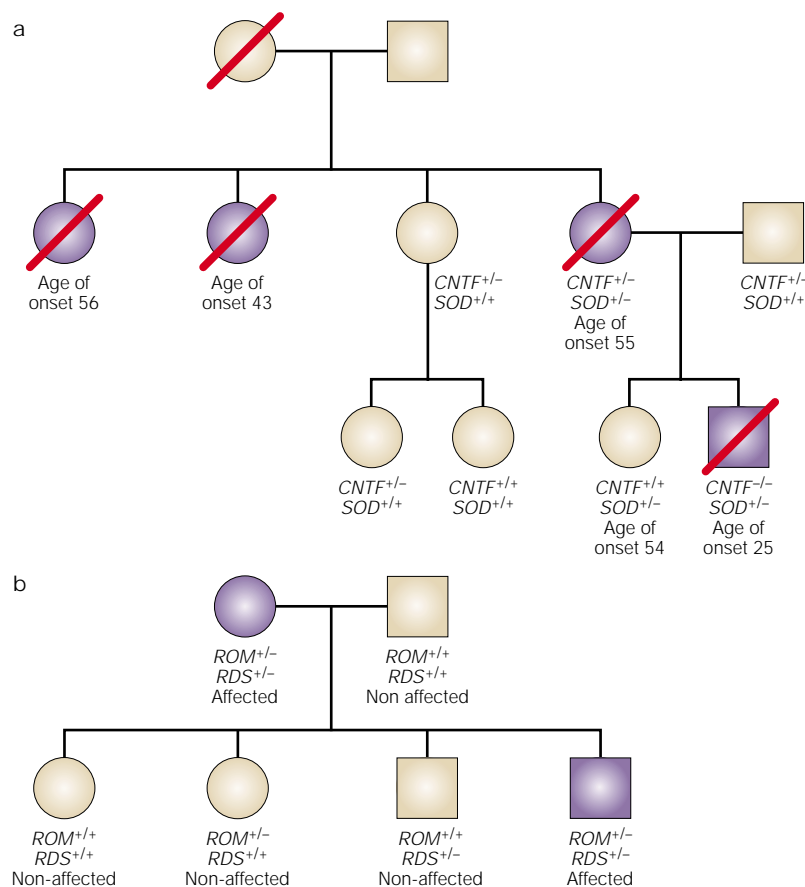 a
Age of
onset 56
Age of
onset 43
CNTF+/–
SOD+/+
CNTF+/–
SOD+/–
Age of
onset 55
CNTF+/–
SOD+/+
CNTF+/–
SOD+/+
CNTF+/+
SOD+/+
CNTF+/+
SOD+/–
Age of
onset 54
CNTF–/–
SOD+/–
Age of
onset 25
b
ROM+/–
RDS+/–
Affected
ROM+/+
RDS+/+
Non affected
ROM+/+
RDS+/+
Non-affected
ROM+/–
RDS+/+
Non-affected
ROM+/+
RDS+/–
Non-affected
ROM+/–
RDS+/–
Affected